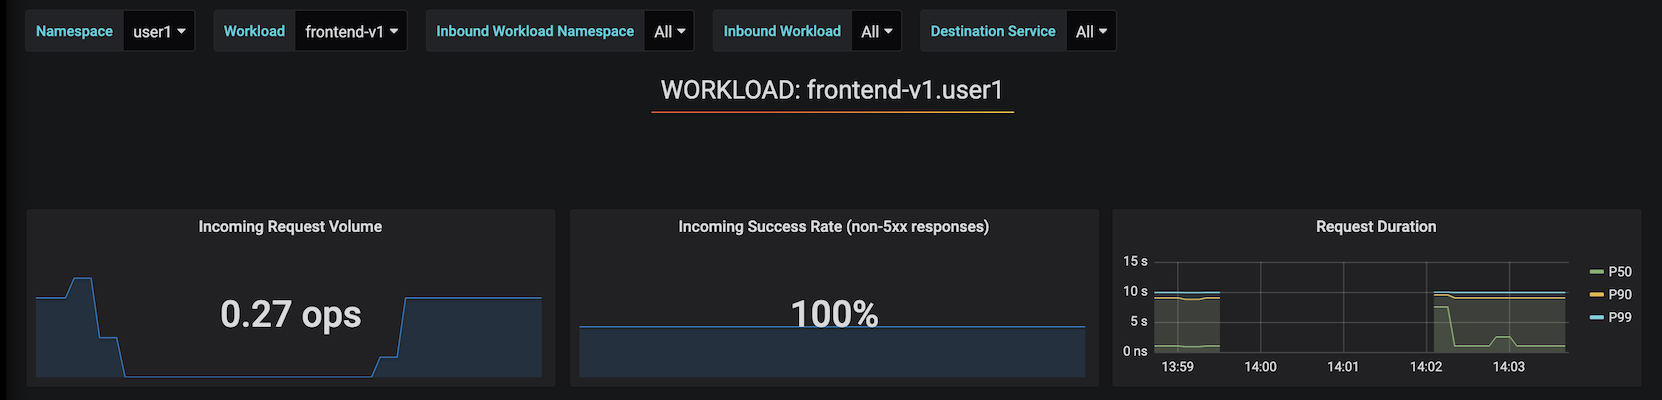 Namespace user1 Workload frontend-v1 Inbound Workload Namespace All Inbound Workload All Destination Service All
WORKLOAD: frontend-v1.user1
Incoming Request Volume
0.27 ops
Incoming Success Rate (non-5xx responses)
100%
Request Duration
15 s
10 s
5 s
0 ns
13:59 14:00 14:01 14:02 14:03
P50
P90
P99